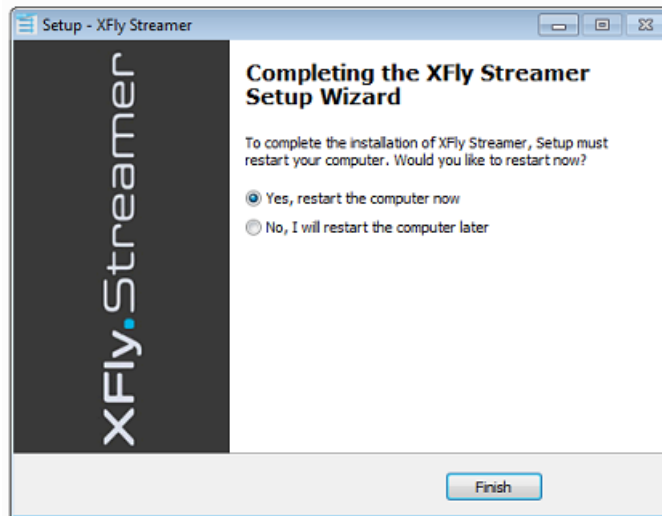 Setup - XFly Streamer
XFly.Streamer
Completing the XFly Streamer
Setup Wizard
To complete the installation of XFly Streamer, Setup must
restart your computer. Would you like to restart now?
Yes, restart the computer now
No, I will restart the computer later
Finish